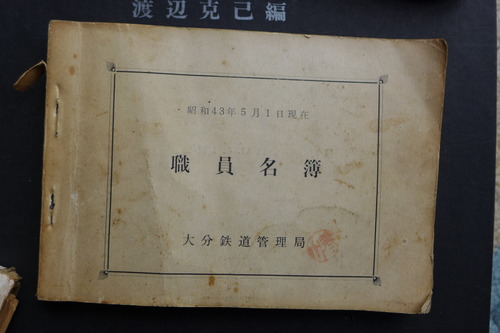 渡辺克己編
昭和43年5月1日現在
職員名簿
大分鉄道管理局